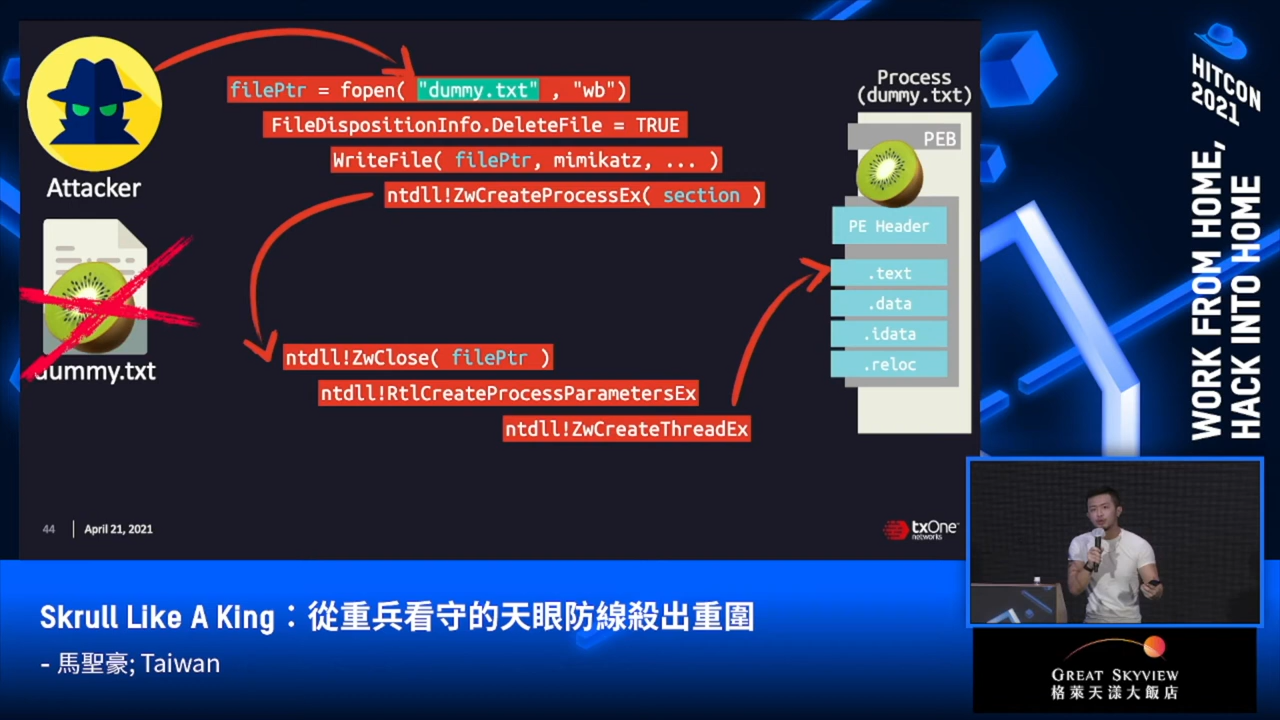 filePtr = fopen( "dummy.txt" , "wb")
FileDispositionInfo.DeleteFile = TRUE
WriteFile( filePtr, mimikatz, ... )
ntdll!ZwCreateProcessEx( section )
Attacker
dummy.txt
ntdll!ZwClose( filePtr )
ntdll!RtlCreateProcessParametersEx
ntdll!ZwCreateThreadEx
Process
(dummy.txt)
PEB
PE Header
.text
.data
.idata
.reloc
44 | April 21, 2021
txOne
networks
HITCON
2021
WORK FROM HOME,
HACK INTO HOME
Skrull Like A King：從重兵看守的天眼防線殺出重圍
- 馬聖豪; Taiwan
GREAT SKYVIEW
格萊天漾大飯店